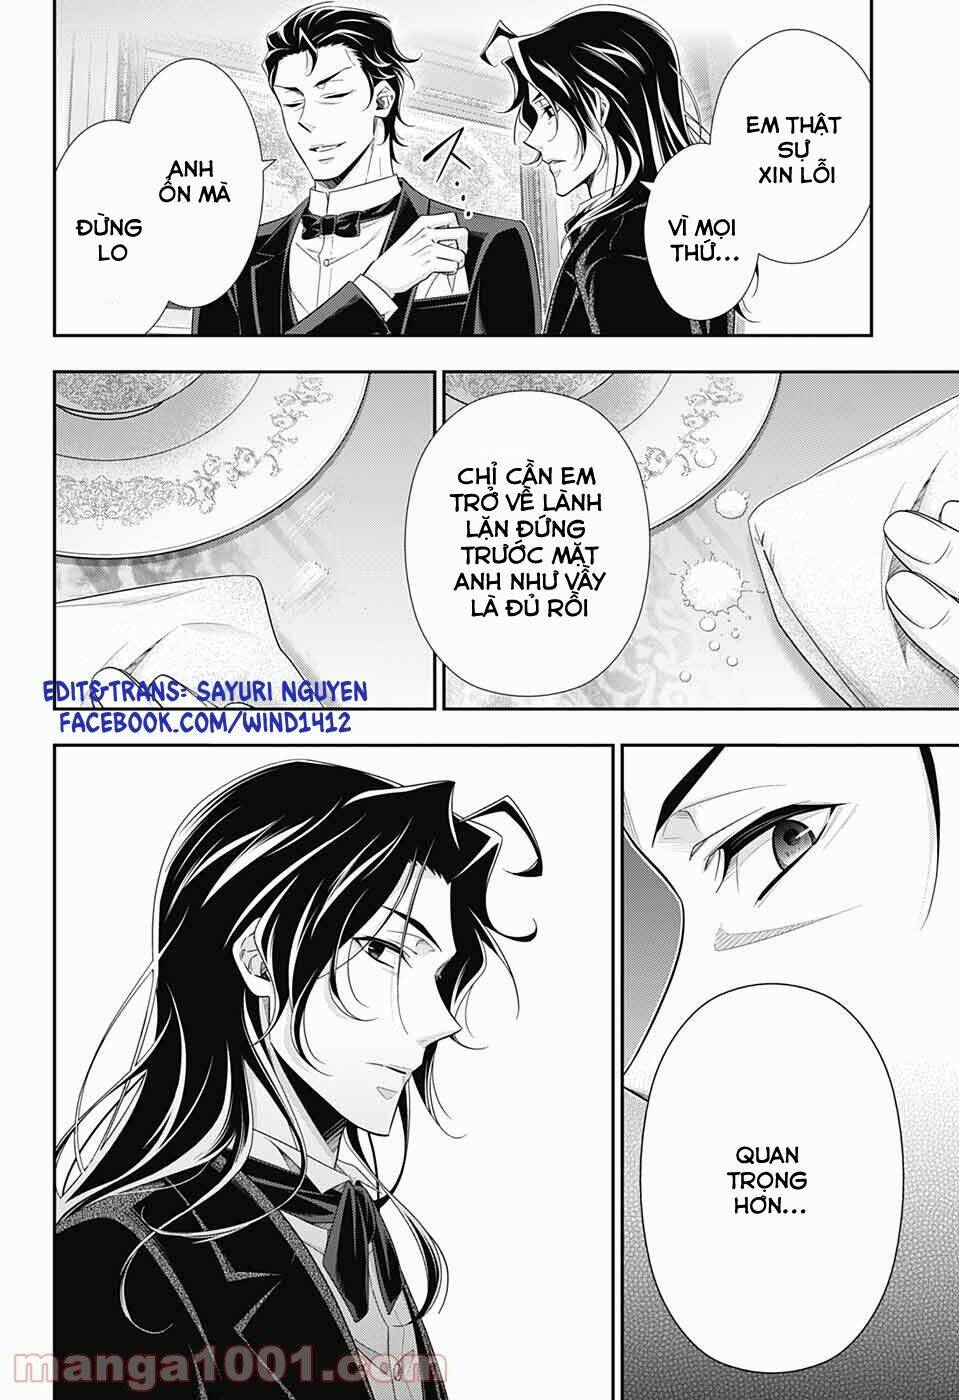 EM THẬT
SỰ
XIN LỖI
VÌ MỌI
THỨ...
ANH
ỔN MÀ
ĐỪNG
LO
CHỈ CẦN EM
TRỞ VỀ LÀNH
LẶN ĐỨNG
TRƯỚC MẶT
ANH NHƯ VẦY
LÀ ĐỦ RỒI
EDIT&TRANS: SAYURI NGUYEN
FACEBOOK.COM/WIND1412
QUAN
TRỌNG
HƠN...
manga1001.com